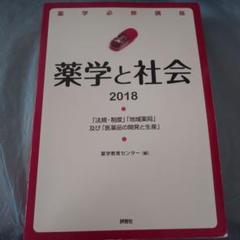 薬学必修講座
薬学と社会
2018
「法規・制度」「地域薬局」
及び「医薬品の開発と生産」
薬学教育センター 編
評言社